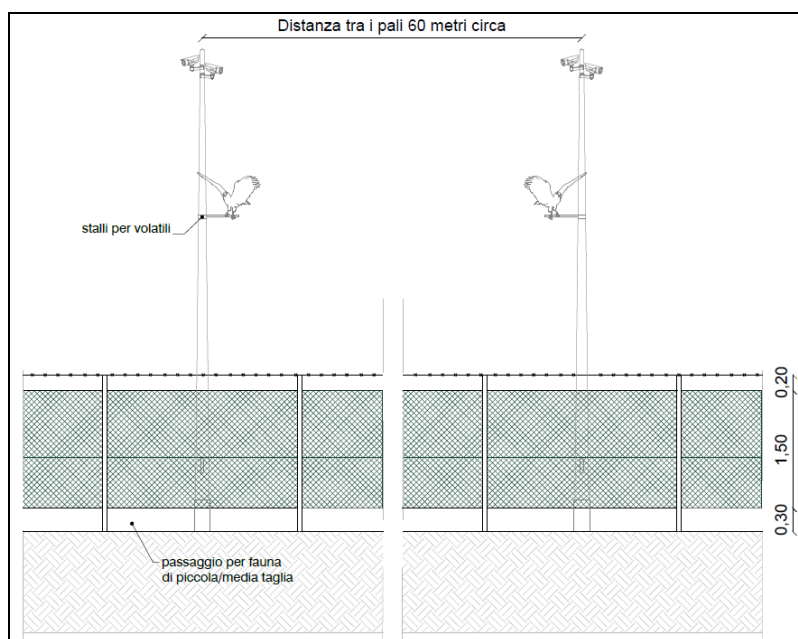 Distanza tra i pali 60 metri circa
stalli per volatili
0,20
1,50
0,30
passaggio per fauna
di piccola/media taglia